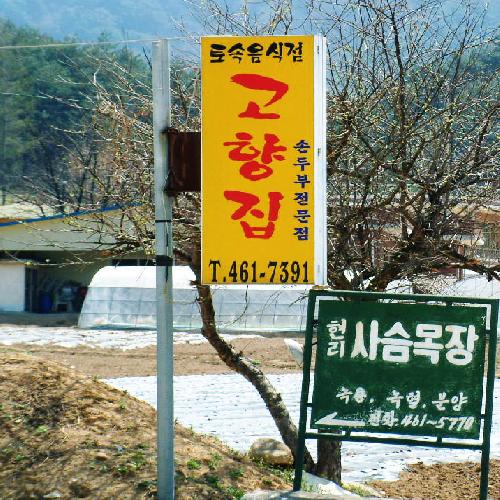 토속음식점
고향집
손두부전문점
T. 461-7391
현리 사슴목장
녹용, 녹혈, 분양
전화 461~5770